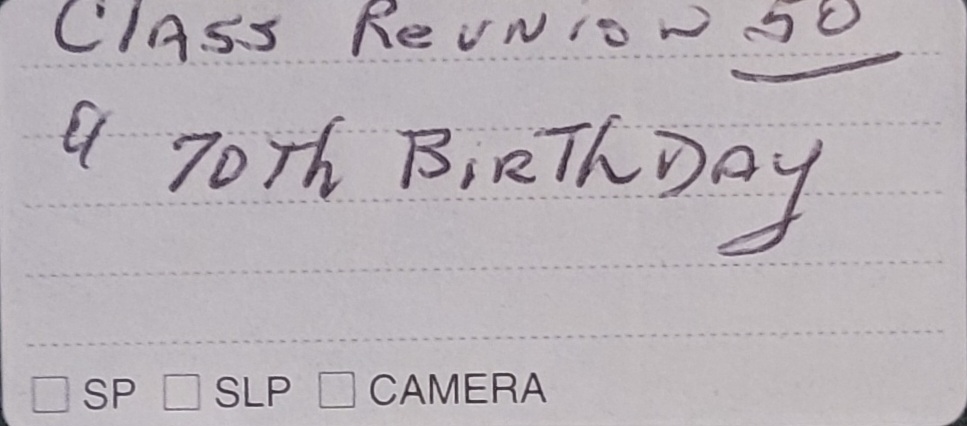 Class Reunion 50
& 70Th BiRThDAy
SP SLP CAMERA